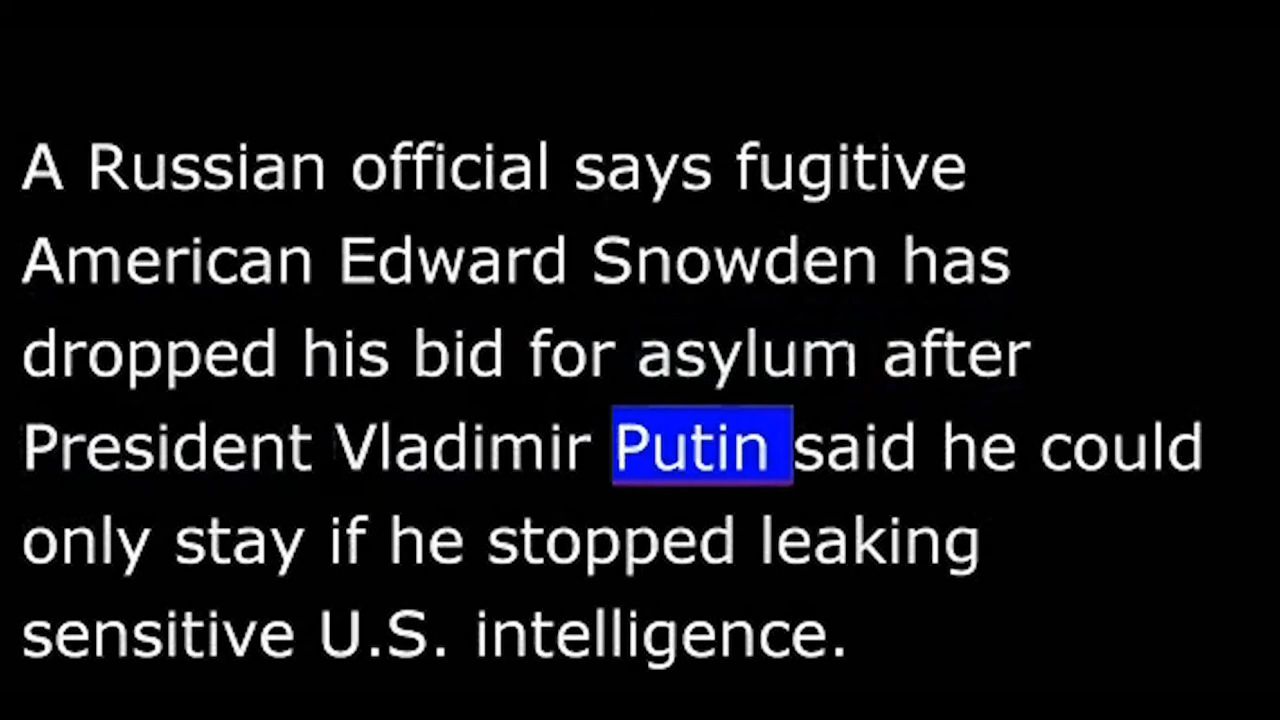 A Russian official says fugitive
American Edward Snowden has
dropped his bid for asylum after
President Vladimir Putin said he could
only stay if he stopped leaking
sensitive U.S. intelligence.